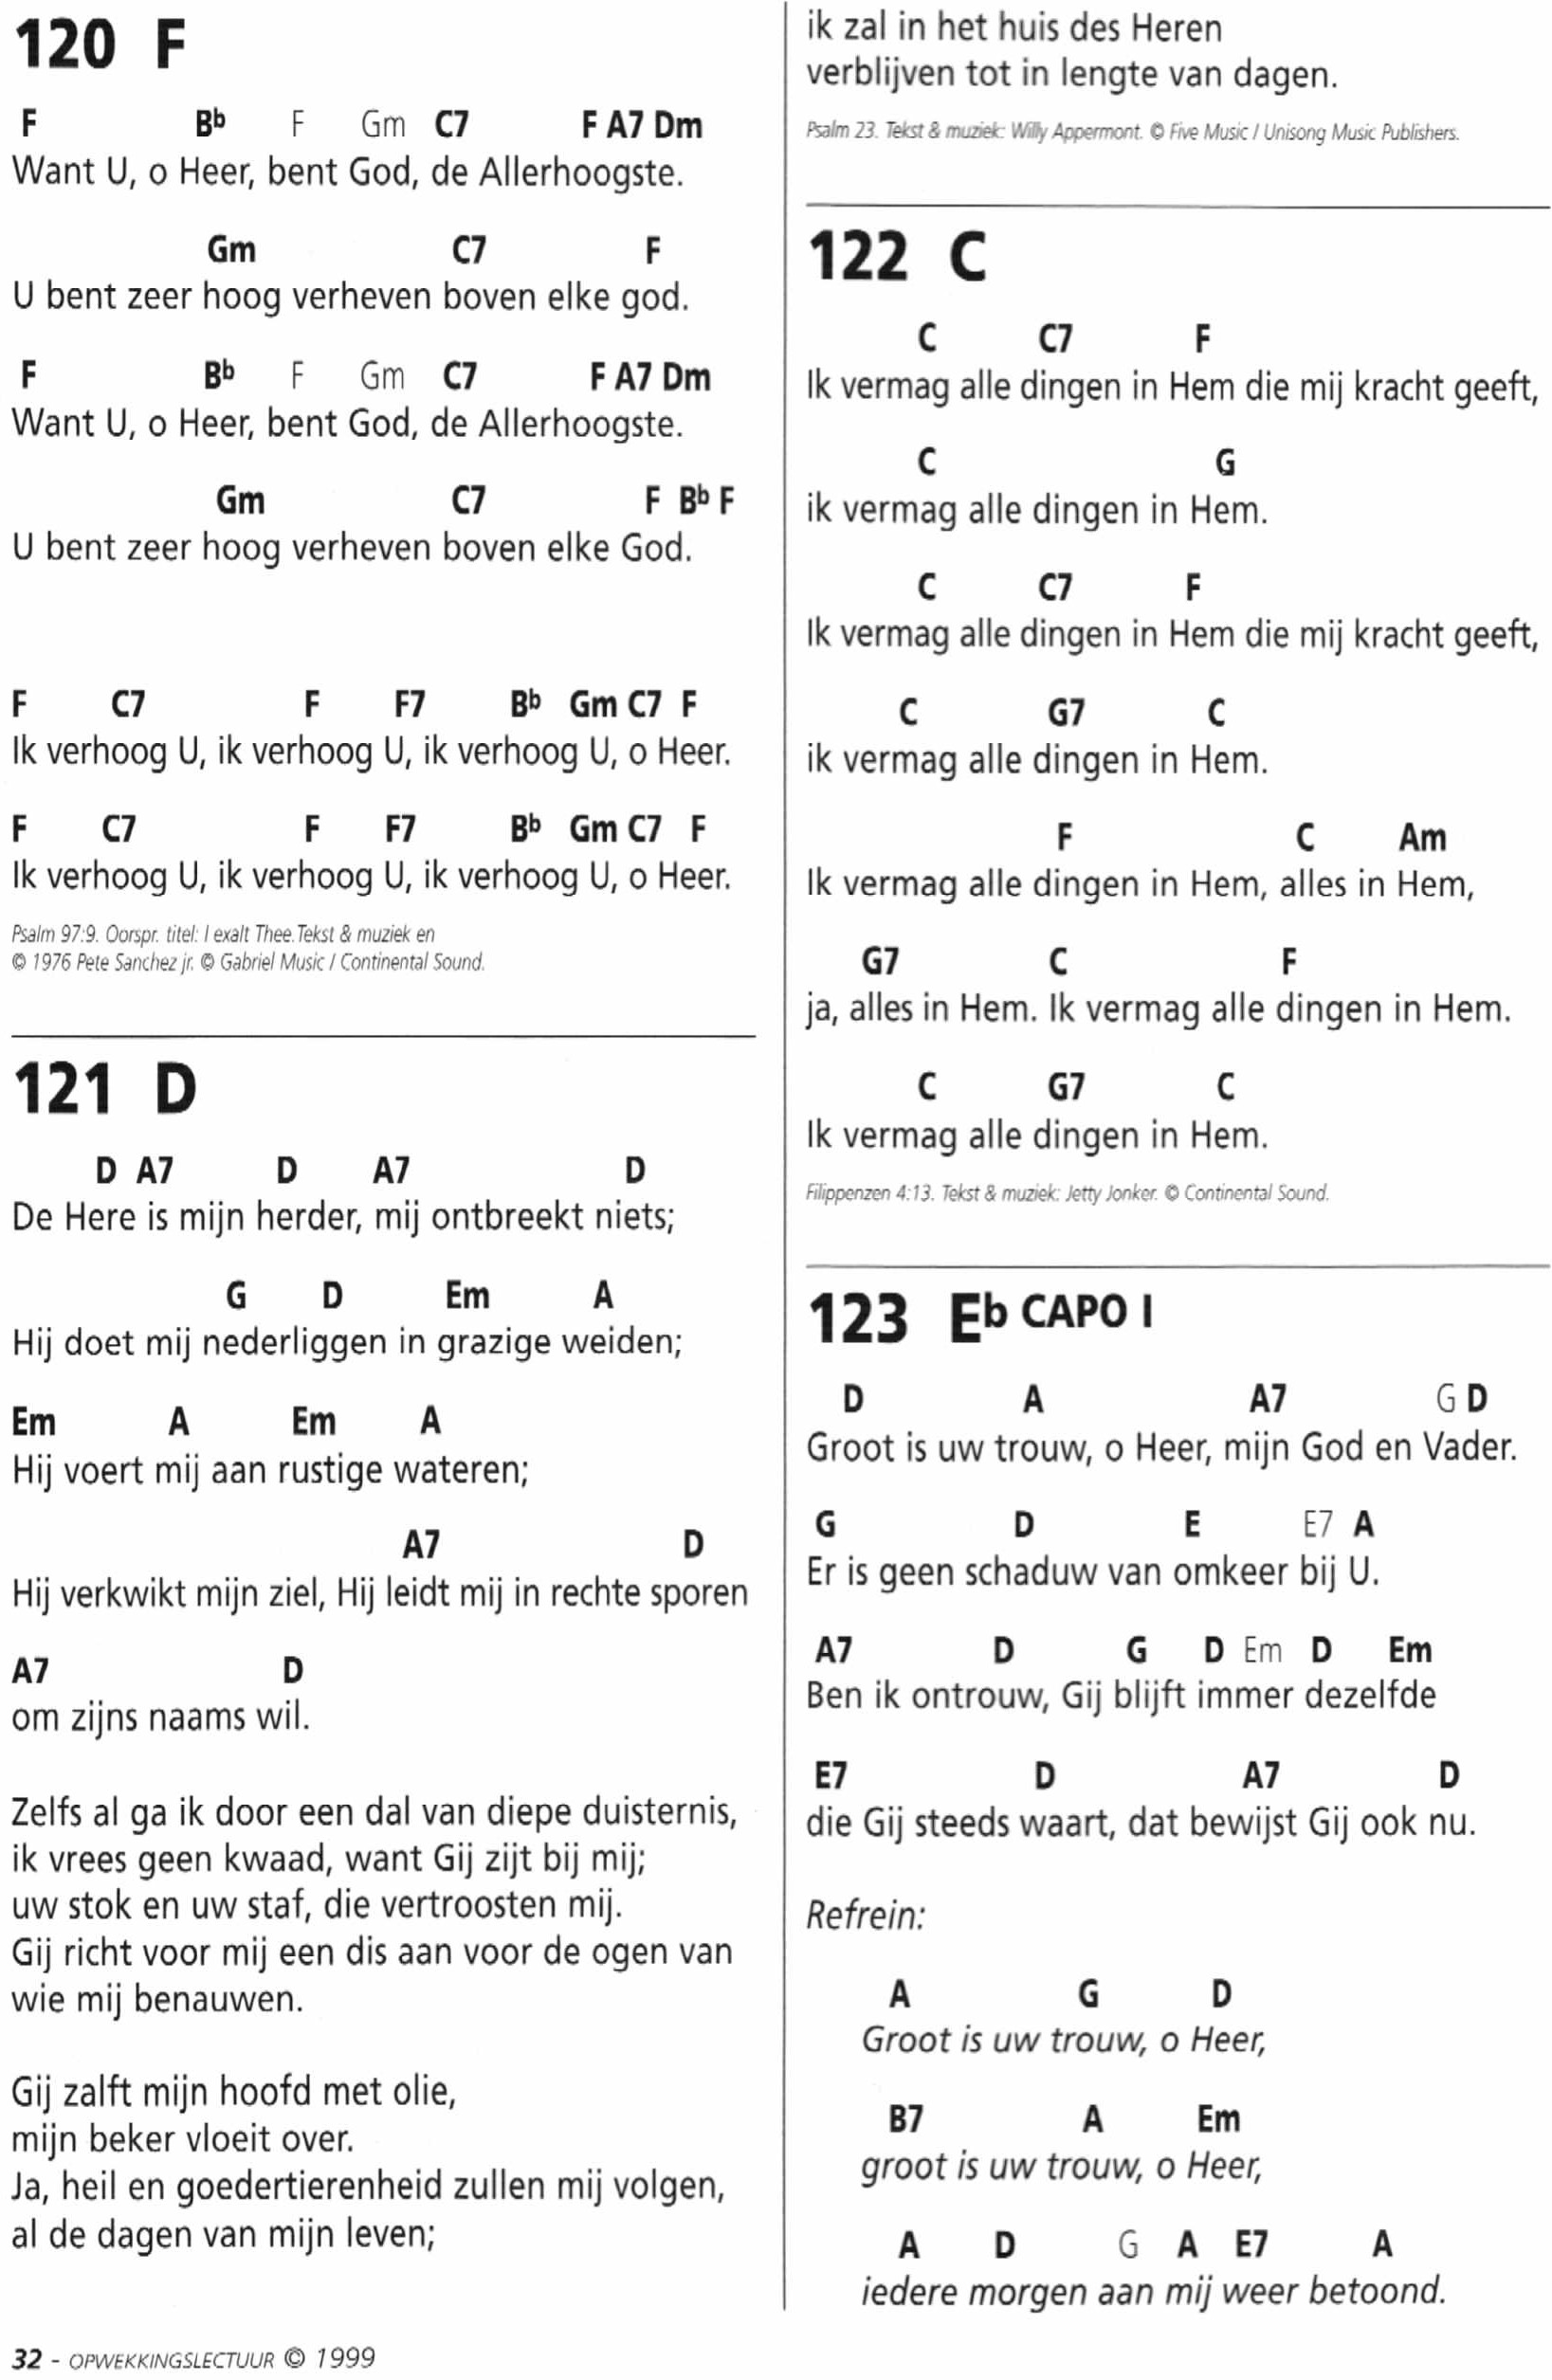 120 F
F Bb F Gm C7 F A7 Dm
Want U, o Heer, bent God, de Allerhoogste.
Gm C7 F
U bent zeer hoog verheven boven elke god.
F Bb F Gm C7 F A7 Dm
Want U, o Heer, bent God, de Allerhoogste.
Gm C7 F Bb F
U bent zeer hoog verheven boven elke God.
F C7 F F7 Bb Gm C7 F
Ik verhoog U, ik verhoog U, ik verhoog U, o Heer.
F C7 F F7 Bb Gm C7 F
Ik verhoog U, ik verhoog U, ik verhoog U, o Heer.
Psalm 97:9. Oorspr. titel: I exalt Thee.Tekst & muziek en
© 1976 Pete Sanchez jr. © Gabriel Music / Continental Sound.
121 D
D A7 D A7 D
De Here is mijn herder, mij ontbreekt niets;
G D Em A
Hij doet mij nederliggen in grazige weiden;
Em A Em A
Hij voert mij aan rustige wateren;
A7 D
Hij verkwikt mijn ziel, Hij leidt mij in rechte sporen
A7 D
om zijns naams wil.
Zelfs al ga ik door een dal van diepe duisternis,
ik vrees geen kwaad, want Gij zijt bij mij;
uw stok en uw staf, die vertroosten mij.
Gij richt voor mij een dis aan voor de ogen van
wie mij benauwen.
Gij zalft mijn hoofd met olie,
mijn beker vloeit over.
Ja, heil en goedertierenheid zullen mij volgen,
al de dagen van mijn leven;
ik zal in het huis des Heren
verblijven tot in lengte van dagen.
Psalm 23. Tekst & muziek: Willy Appermont. © Five Music / Unisong Music Publishers.
122 C
C C7 F
Ik vermag alle dingen in Hem die mij kracht geeft,
C G
ik vermag alle dingen in Hem.
C C7 F
Ik vermag alle dingen in Hem die mij kracht geeft,
C G7 C
ik vermag alle dingen in Hem.
F C Am
Ik vermag alle dingen in Hem, alles in Hem,
G7 C F
ja, alles in Hem. Ik vermag alle dingen in Hem.
C G7 C
Ik vermag alle dingen in Hem.
Filippenzen 4:13. Tekst & muziek: Jetty Jonker. © Continental Sound.
123 Eb CAPO I
D A A7 G D
Groot is uw trouw, o Heer, mijn God en Vader.
G D E E7 A
Er is geen schaduw van omkeer bij U.
A7 D G D Em D Em
Ben ik ontrouw, Gij blijft immer dezelfde
E7 D A7 D
die Gij steeds waart, dat bewijst Gij ook nu.
Refrein:
A G D
Groot is uw trouw, o Heer,
B7 A Em
groot is uw trouw, o Heer,
A D G A E7 A
iedere morgen aan mij weer betoond.
32 - OPWEKKINGSLECTUUR © 1999